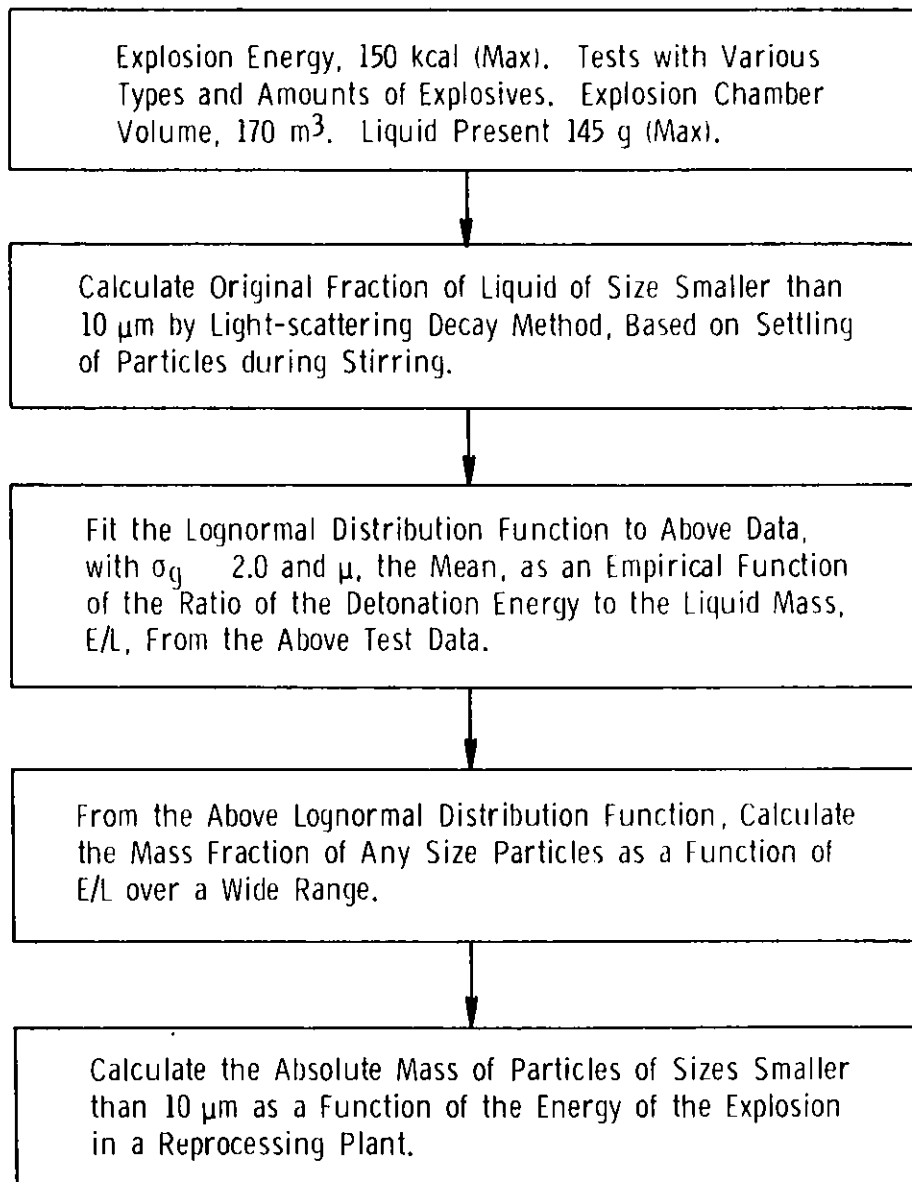 Explosion Energy, 150 kcal (Max). Tests with Various
Types and Amounts of Explosives. Explosion Chamber
Volume, 170 m³. Liquid Present 145 g (Max).
Calculate Original Fraction of Liquid of Size Smaller than
10 μm by Light-scattering Decay Method, Based on Settling
of Particles during Stirring.
Fit the Lognormal Distribution Function to Above Data,
with σg 2.0 and μ, the Mean, as an Empirical Function
of the Ratio of the Detonation Energy to the Liquid Mass,
E/L, From the Above Test Data.
From the Above Lognormal Distribution Function, Calculate
the Mass Fraction of Any Size Particles as a Function of
E/L over a Wide Range.
Calculate the Absolute Mass of Particles of Sizes Smaller
than 10 μm as a Function of the Energy of the Explosion
in a Reprocessing Plant.